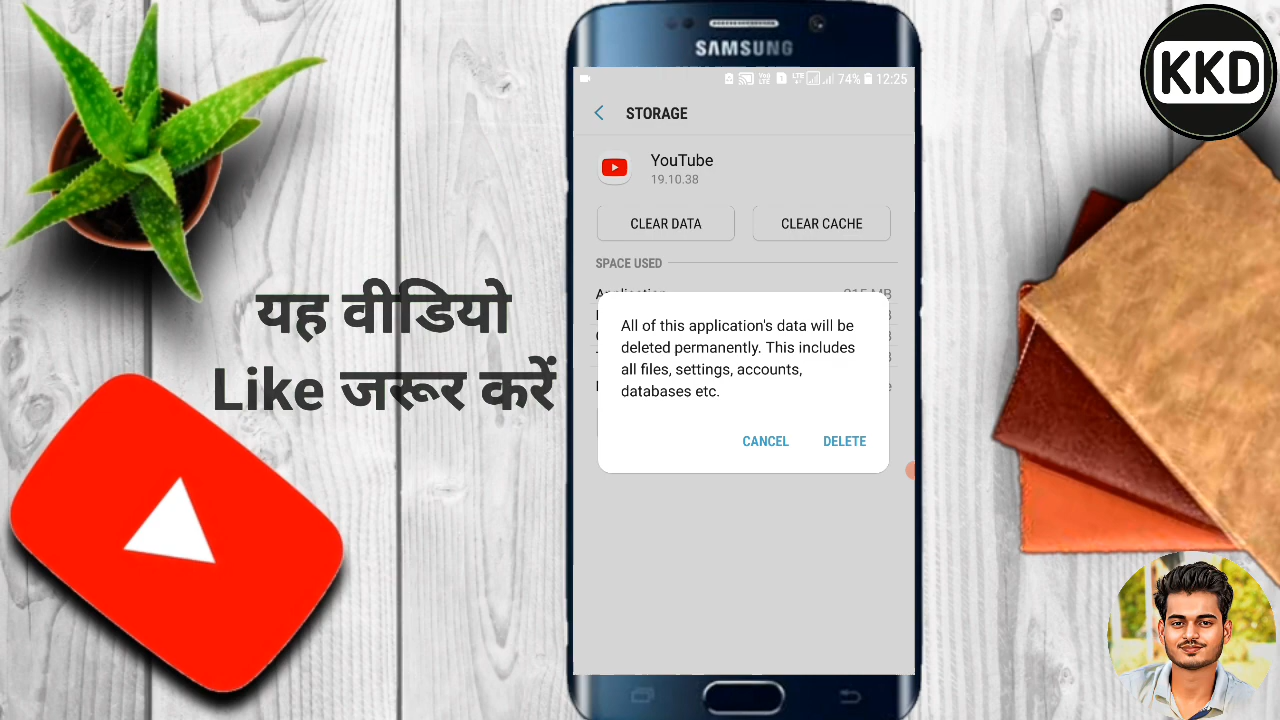 KKD
SAMSUNG
74% 12:25
STORAGE
YouTube
19.10.38
CLEAR DATA
CLEAR CACHE
SPACE USED
All of this application's data will be
deleted permanently. This includes
all files, settings, accounts,
databases etc.
CANCEL
DELETE
यह वीडियो
Like जरूर करें